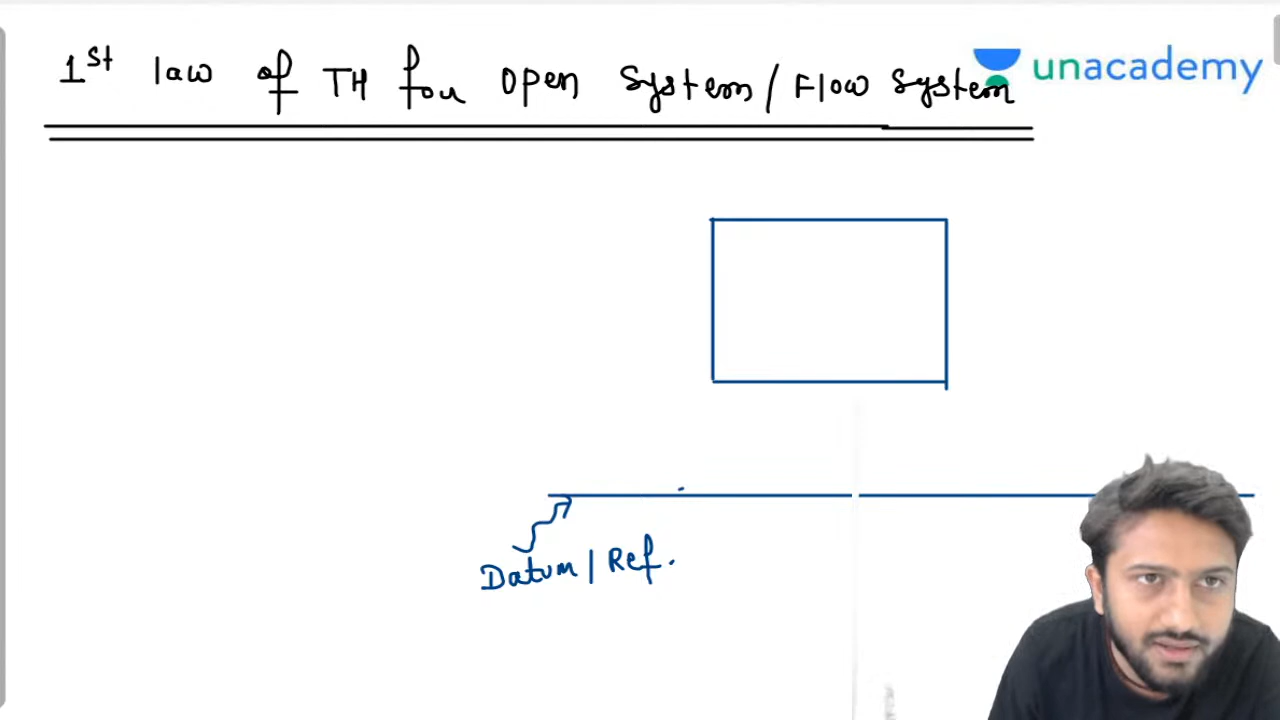 1st law of TH for Open System / Flow System
unacademy
Datum / Ref.